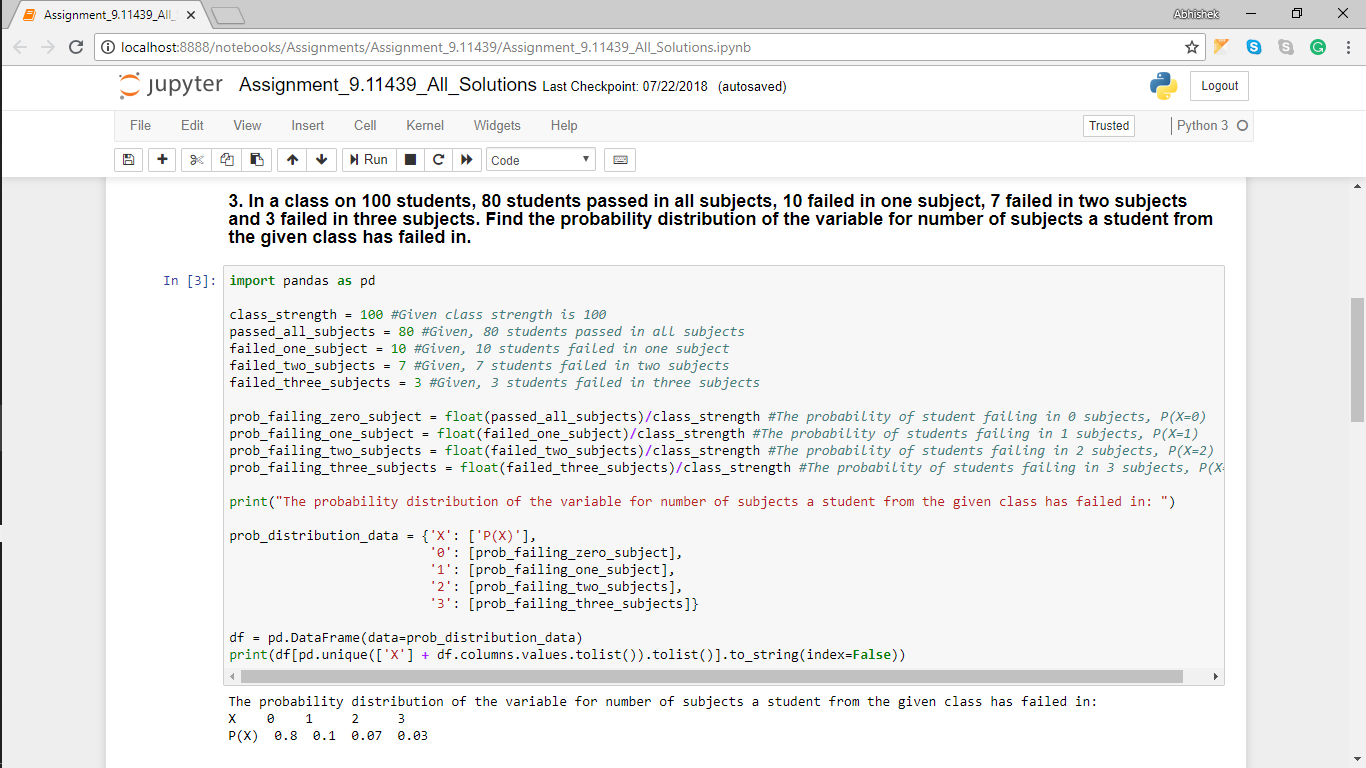 Assignment_9.11439_All_
Abhishek
localhost:8888/notebooks/Assignments/Assignment_9.11439/Assignment_9.11439_All_Solutions.ipynb
jupyter Assignment_9.11439_All_Solutions Last Checkpoint: 07/22/2018 (autosaved)
Logout
File Edit View Insert Cell Kernel Widgets Help
Trusted
Python 3
Run
Code
3. In a class on 100 students, 80 students passed in all subjects, 10 failed in one subject, 7 failed in two subjects
and 3 failed in three subjects. Find the probability distribution of the variable for number of subjects a student from
the given class has failed in.
In [3]: import pandas as pd
class_strength = 100 #Given class strength is 100
passed_all_subjects = 80 #Given, 80 students passed in all subjects
failed_one_subject = 10 #Given, 10 students failed in one subject
failed_two_subjects = 7 #Given, 7 students failed in two subjects
failed_three_subjects = 3 #Given, 3 students failed in three subjects
prob_failing_zero_subject = float(passed_all_subjects)/class_strength #The probability of student failing in 0 subjects, P(X=0)
prob_failing_one_subject = float(failed_one_subject)/class_strength #The probability of students failing in 1 subjects, P(X=1)
prob_failing_two_subjects = float(failed_two_subjects)/class_strength #The probability of students failing in 2 subjects, P(X=2)
prob_failing_three_subjects = float(failed_three_subjects)/class_strength #The probability of students failing in 3 subjects, P(X=
print("The probability distribution of the variable for number of subjects a student from the given class has failed in: ")
prob_distribution_data = {'X': ['P(X)'],
'0': [prob_failing_zero_subject],
'1': [prob_failing_one_subject],
'2': [prob_failing_two_subjects],
'3': [prob_failing_three_subjects]}
df = pd.DataFrame(data=prob_distribution_data)
print(df[pd.unique(['X'] + df.columns.values.tolist()).tolist()].to_string(index=False))
The probability distribution of the variable for number of subjects a student from the given class has failed in:
X 0 1 2 3
P(X) 0.8 0.1 0.07 0.03